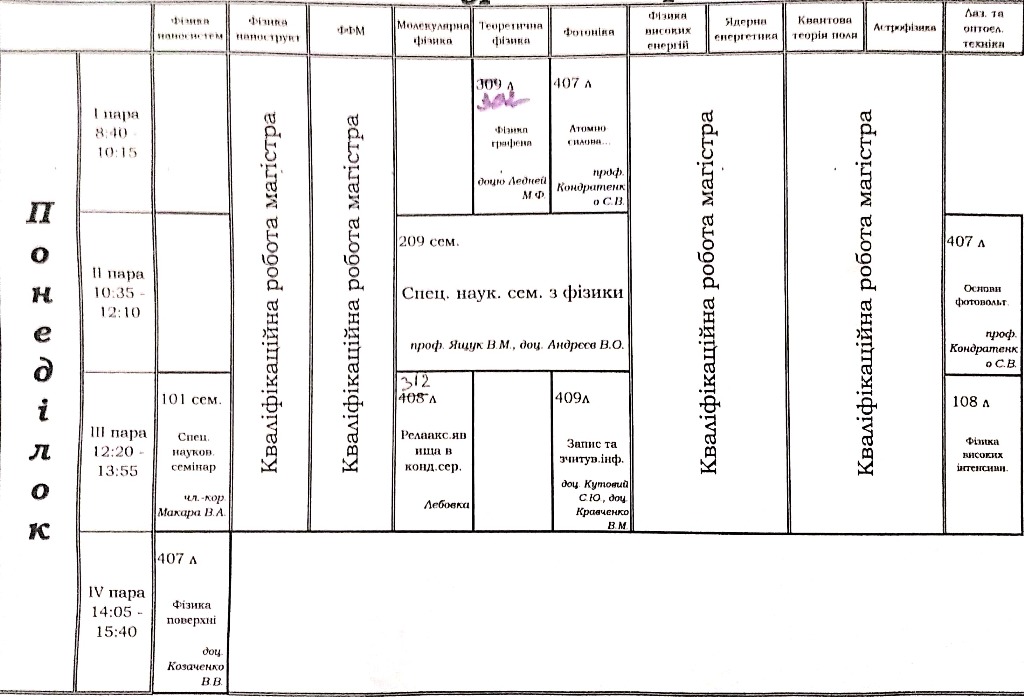 Фізика
наносистем
Фізика
наноструkt
ФФМ
Молекулярна
фізика
Теоретична
фізика
Фотоніка
Фізика
високих
енергій
Ядерна
енергетика
Квантова
теорія поля
Астрофізика
Лаз. та
оптоел.
техніка
Понеділок
I пара
8:40 -
10:15
Кваліфікаційна робота магістра
Кваліфікаційна робота магістра
309 л
Фізика
графена
доцю Ледней
М.Ф.
407 л
Атомно
силова...
проф.
Кондратенк
о С.В.
Кваліфікаційна робота магістра
Кваліфікаційна робота магістра
II пара
10:35 -
12:10
209 сем.
Спец. наук. сем. з фізики
проф. Ящук В.М., доц. Андреєв В.О.
407 л
Основи
фотовольт.
проф.
Кондратенк
о С.В.
III пара
12:20 -
13:55
101 сем.
Спец.
науков.
семінар
чл.-кор.
Макара В.А.
312
408 л
Релаакс.яв
ища в
конд.сер.
Лебовка
409л
Запис та
зчитув.інф.
доц. Кутовий
С.Ю., доц.
Кравченко
В.М.
108 л
Фізика
високих
інтенсивн.
IV пара
14:05 -
15:40
407 л
Фізика
поверхні
доц.
Козаченко
В.В.